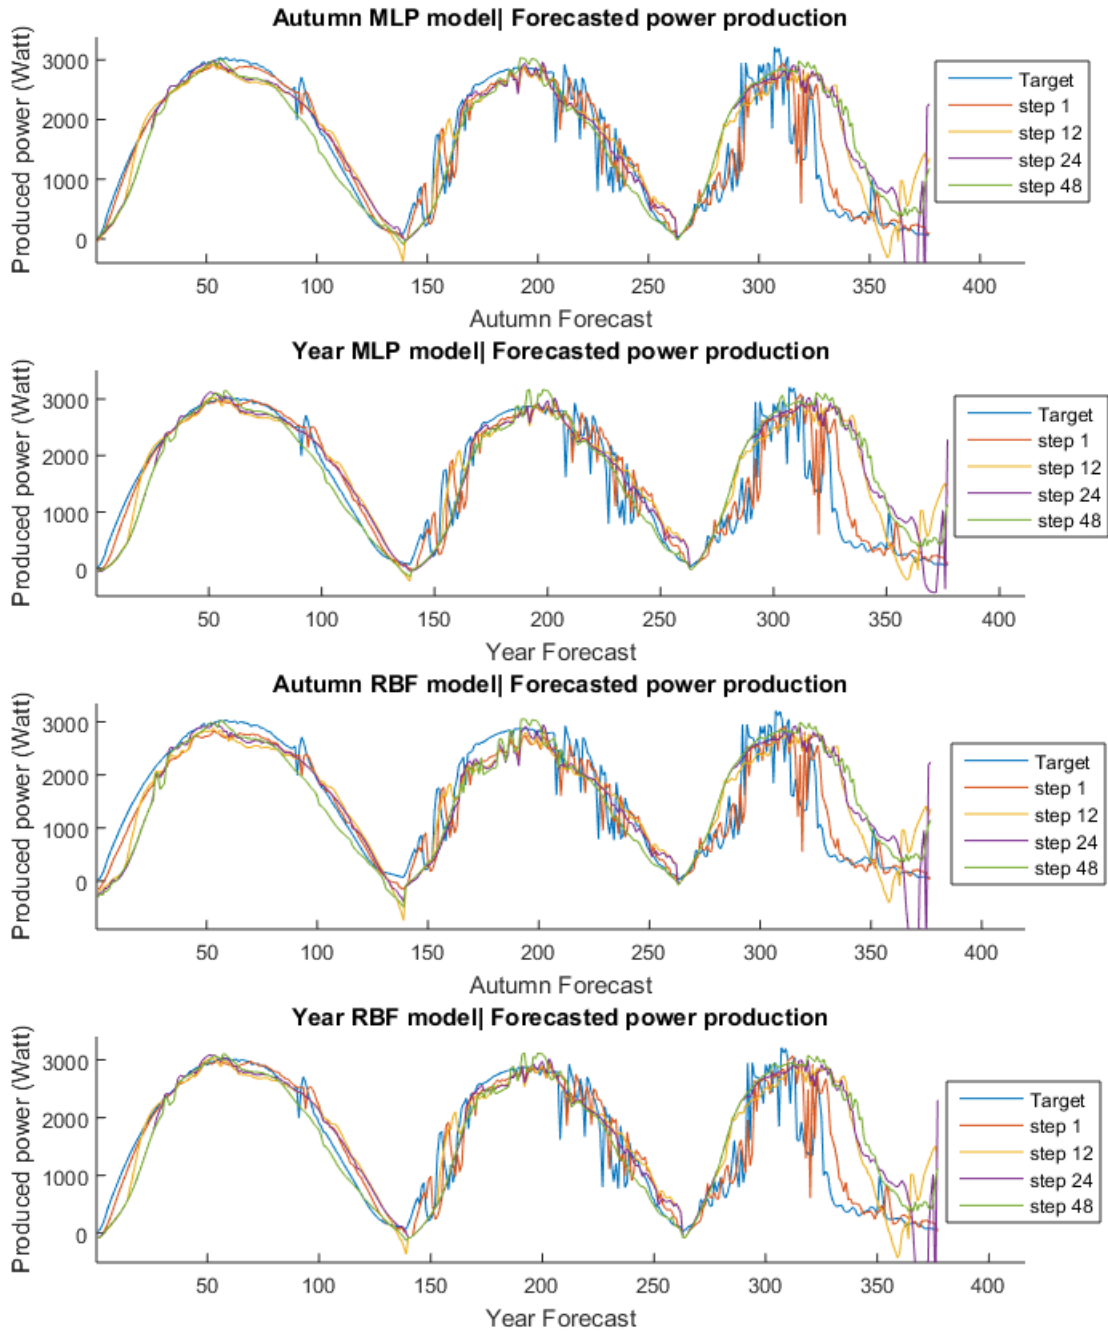 Autumn MLP model| Forecasted power production
Produced power (Watt)
3000
2000
1000
0
50 100 150 200 250 300 350 400
Autumn Forecast
Target
step 1
step 12
step 24
step 48
Year MLP model| Forecasted power production
Produced power (Watt)
3000
2000
1000
0
50 100 150 200 250 300 350 400
Year Forecast
Target
step 1
step 12
step 24
step 48
Autumn RBF model| Forecasted power production
Produced power (Watt)
3000
2000
1000
0
50 100 150 200 250 300 350 400
Autumn Forecast
Target
step 1
step 12
step 24
step 48
Year RBF model| Forecasted power production
Produced power (Watt)
3000
2000
1000
0
50 100 150 200 250 300 350 400
Year Forecast
Target
step 1
step 12
step 24
step 48